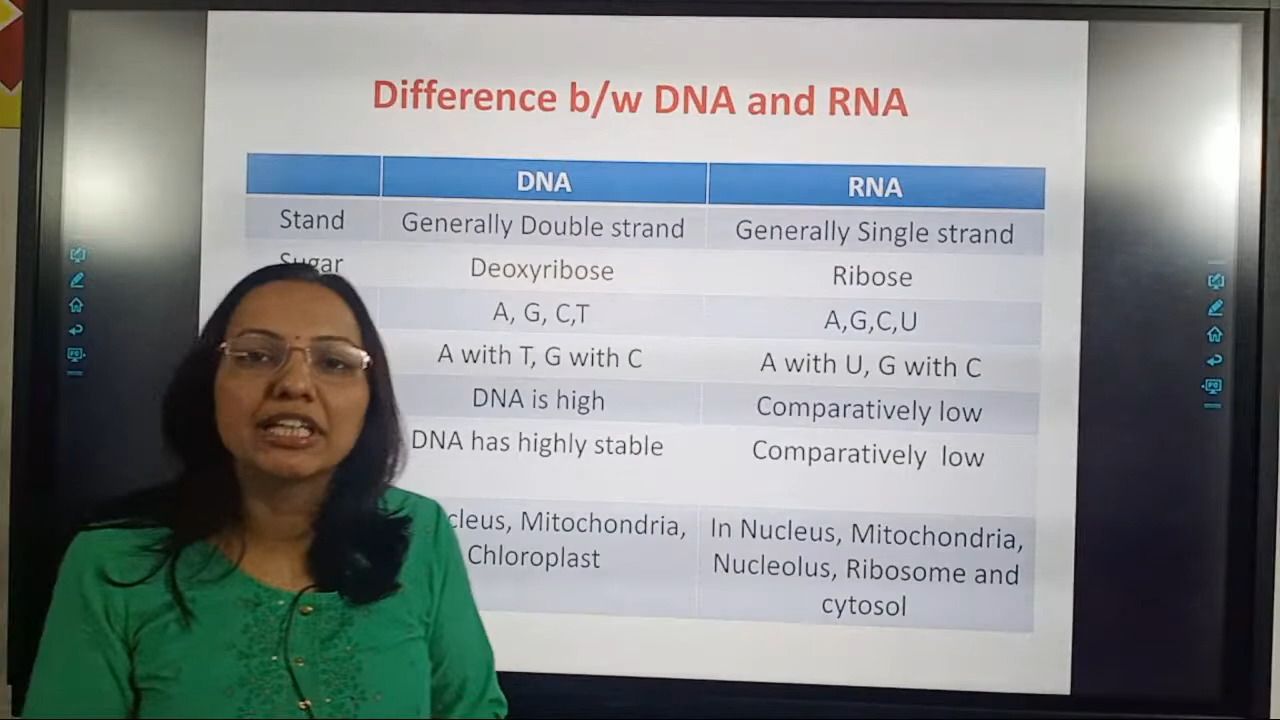 Difference b/w DNA and RNA
DNA RNA
Stand Generally Double strand Generally Single strand
Sugar Deoxyribose Ribose
A, G, C,T A,G,C,U
A with T, G with C A with U, G with C
DNA is high Comparatively low
DNA has highly stable Comparatively low
Mitochondria, In Nucleus, Mitochondria,
Chloroplast Nucleolus, Ribosome and
cytosol